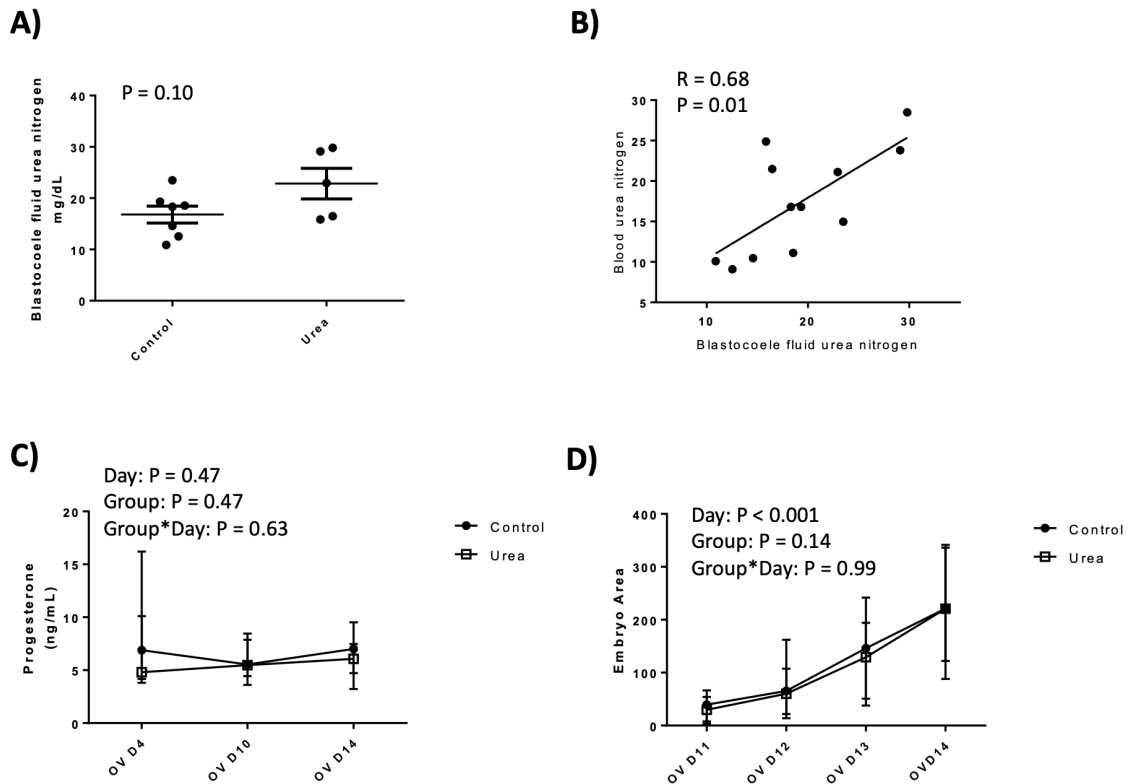 A)
P = 0.10
Blastocoele fluid urea nitrogen
mg/dL
40
30
20
10
0
Control
Urea
B)
R = 0.68
P = 0.01
Blood urea nitrogen
30
25
20
15
10
5
10
20
30
Blastocoele fluid urea nitrogen
C)
Day: P = 0.47
Group: P = 0.47
Group*Day: P = 0.63
Progesterone
(ng/mL)
20
15
10
5
0
OV D4
OV D10
OV D14
Control
Urea
D)
Day: P < 0.001
Group: P = 0.14
Group*Day: P = 0.99
Embryo Area
400
300
200
100
0
OV D11
OV D12
OV D13
OVD14
Control
Urea